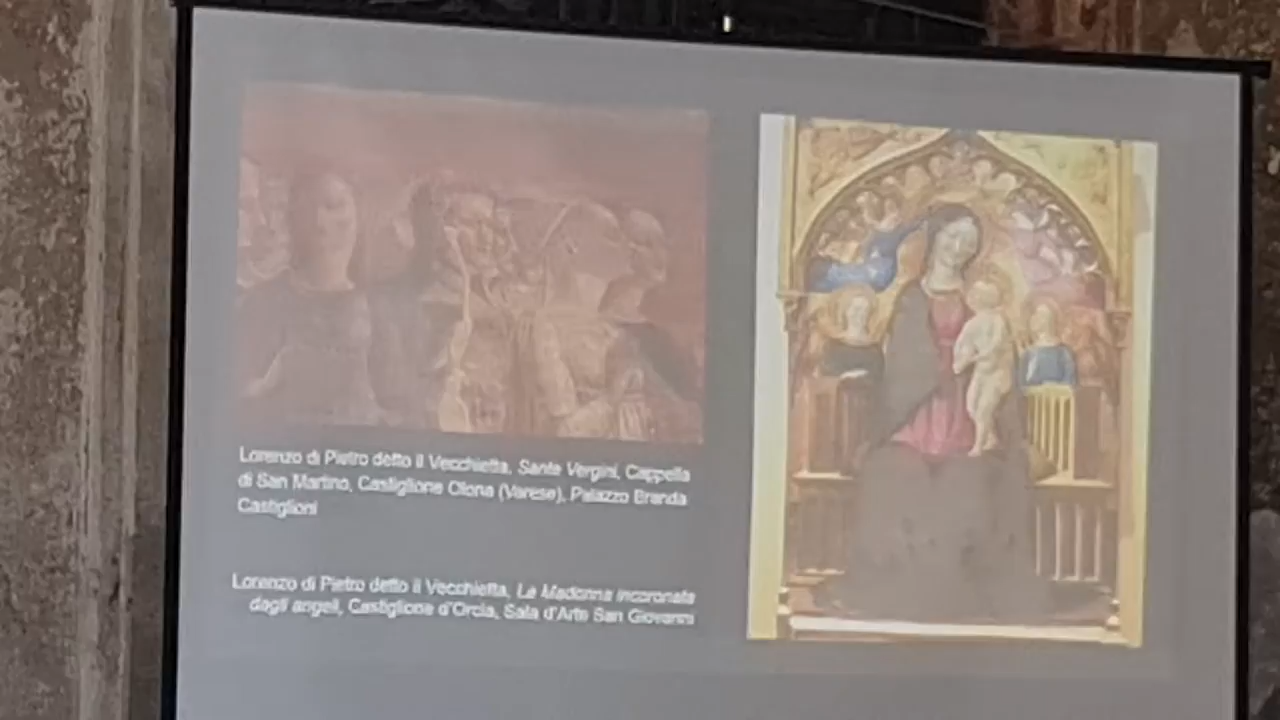 Lorenzo di Pietro detto il Vecchietta, Sante Vergini, Cappella
di San Martino, Castiglione Olona (Varese), Palazzo Branda
Castiglioni
Lorenzo di Pietro detto il Vecchietta, La Madonna incoronata
dagli angeli, Castiglione d'Orcia, Sala d'Arte San Giovanni